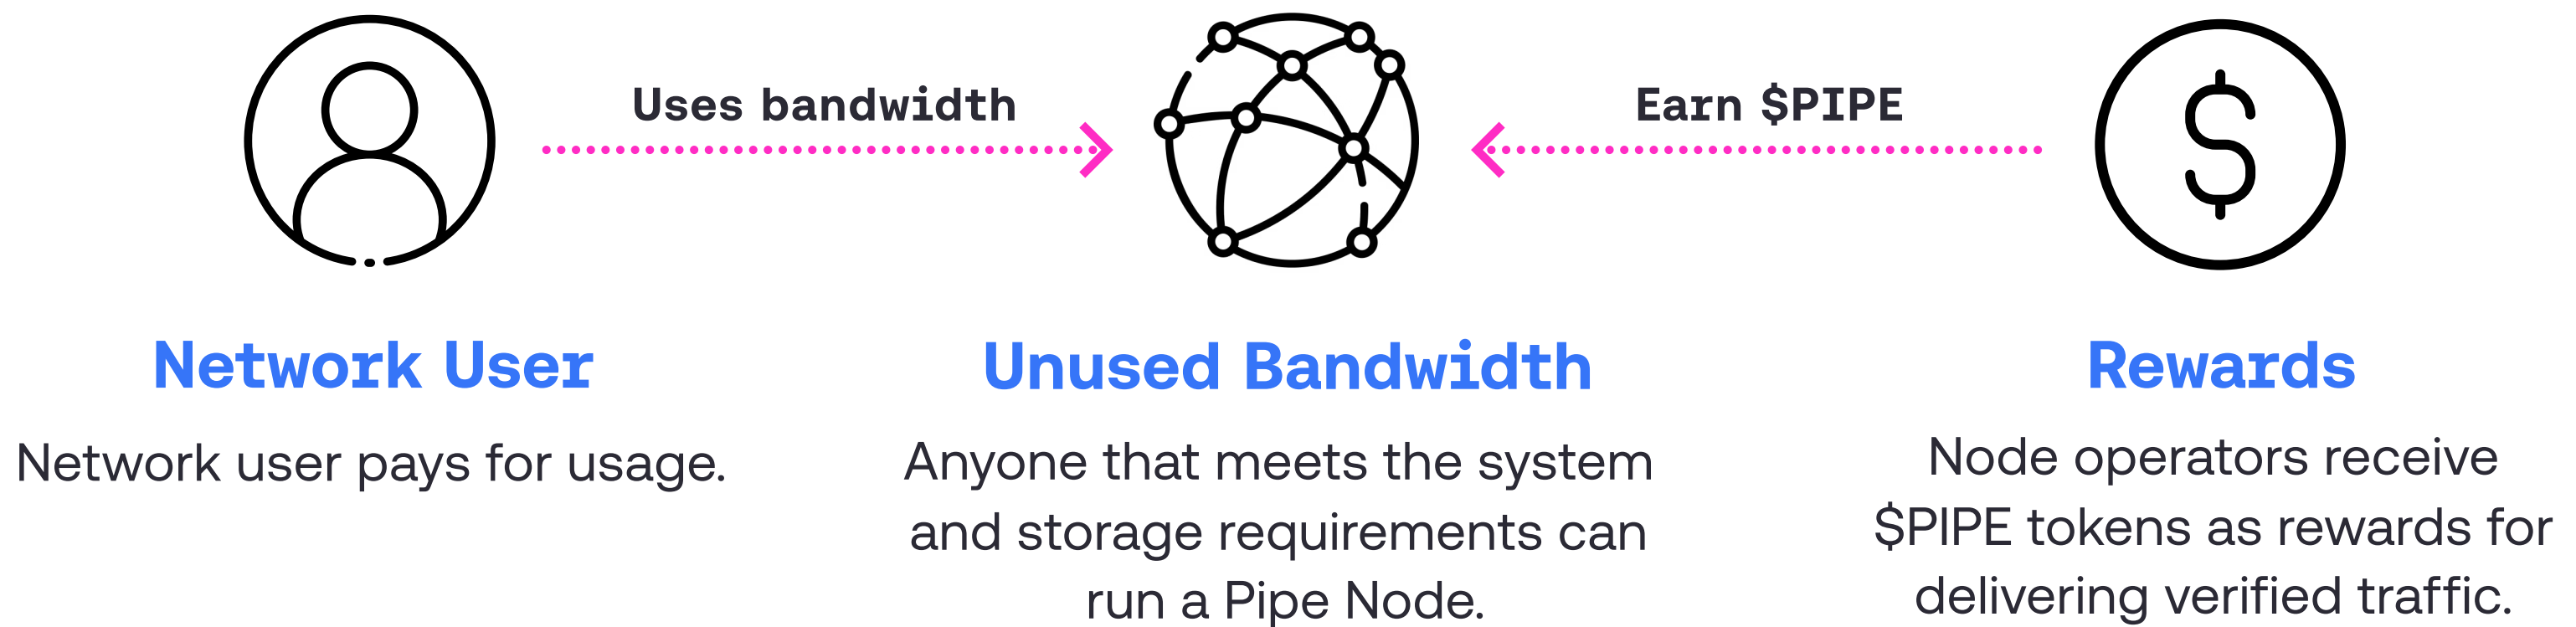 Uses bandwidth
Earn $PIPE
Network User
Network user pays for usage.
Unused Bandwidth
Anyone that meets the system
and storage requirements can
run a Pipe Node.
Rewards
Node operators receive
$PIPE tokens as rewards for
delivering verified traffic.